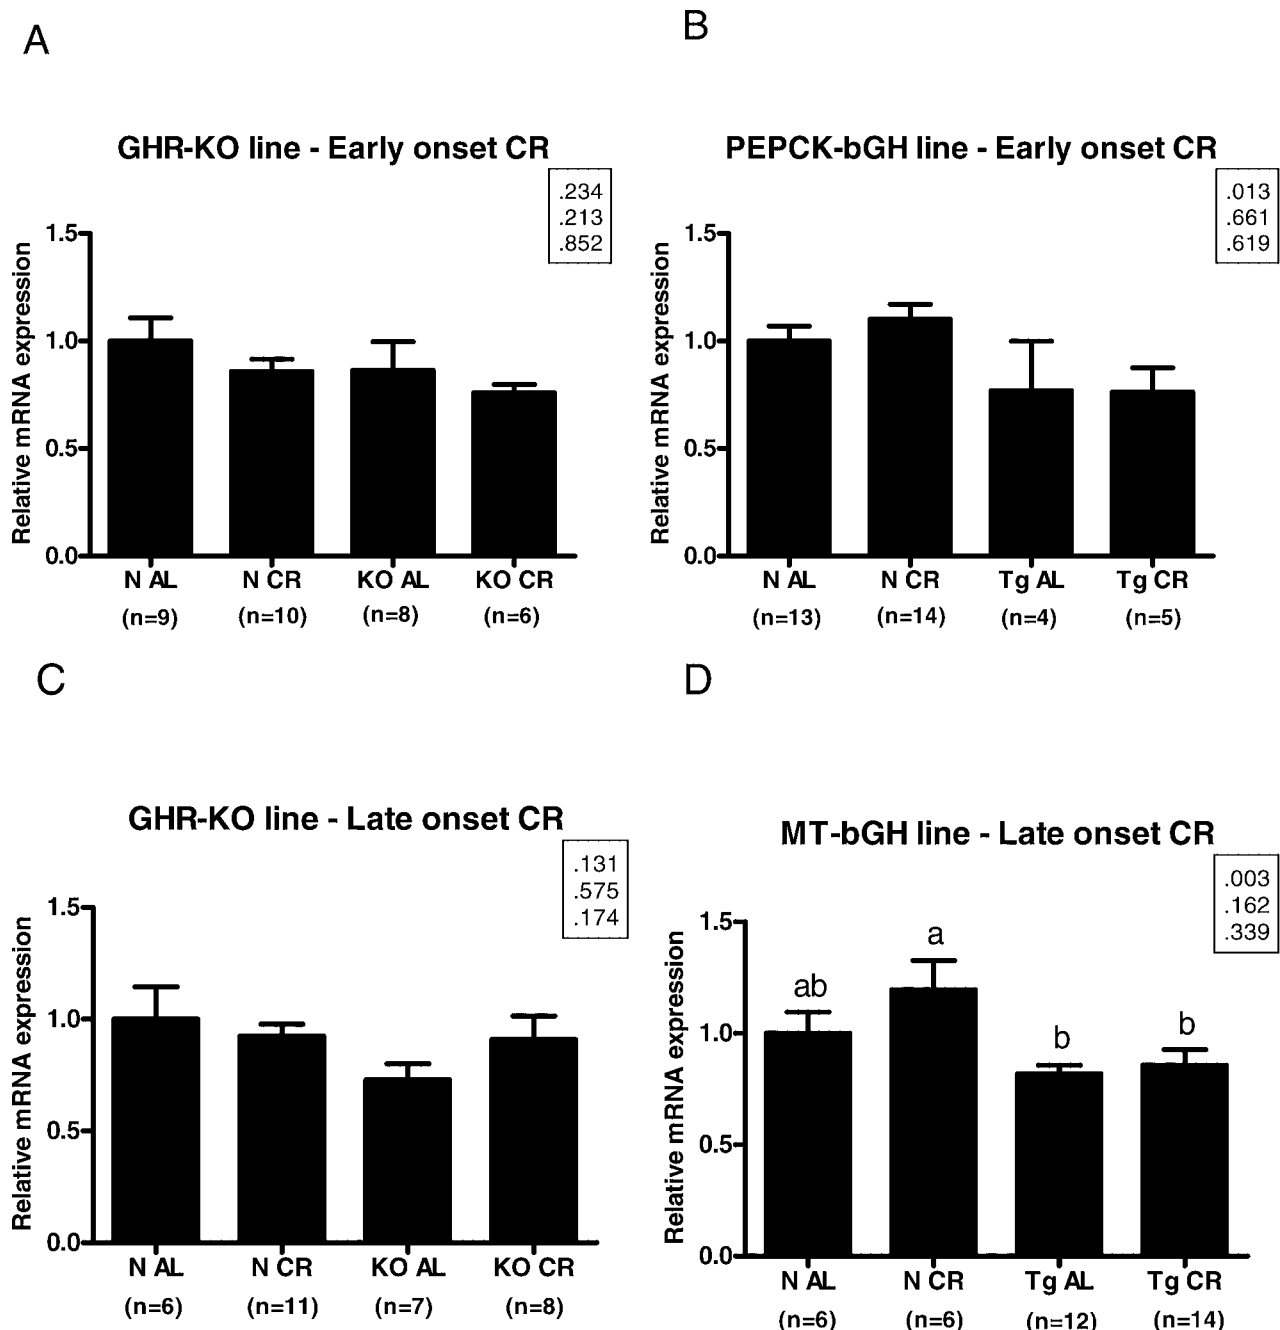 A
GHR-KO line - Early onset CR
.234
.213
.852
Relative mRNA expression
1.5
1.0
0.5
0.0
N AL
N CR
KO AL
KO CR
(n=9)
(n=10)
(n=8)
(n=6)
B
PEPCK-bGH line - Early onset CR
.013
.661
.619
Relative mRNA expression
1.5
1.0
0.5
0.0
N AL
N CR
Tg AL
Tg CR
(n=13)
(n=14)
(n=4)
(n=5)
C
GHR-KO line - Late onset CR
.131
.575
.174
Relative mRNA expression
1.5
1.0
0.5
0.0
N AL
N CR
KO AL
KO CR
(n=6)
(n=11)
(n=7)
(n=8)
D
MT-bGH line - Late onset CR
.003
.162
.339
Relative mRNA expression
1.5
1.0
0.5
0.0
ab
a
b
b
N AL
N CR
Tg AL
Tg CR
(n=6)
(n=6)
(n=12)
(n=14)